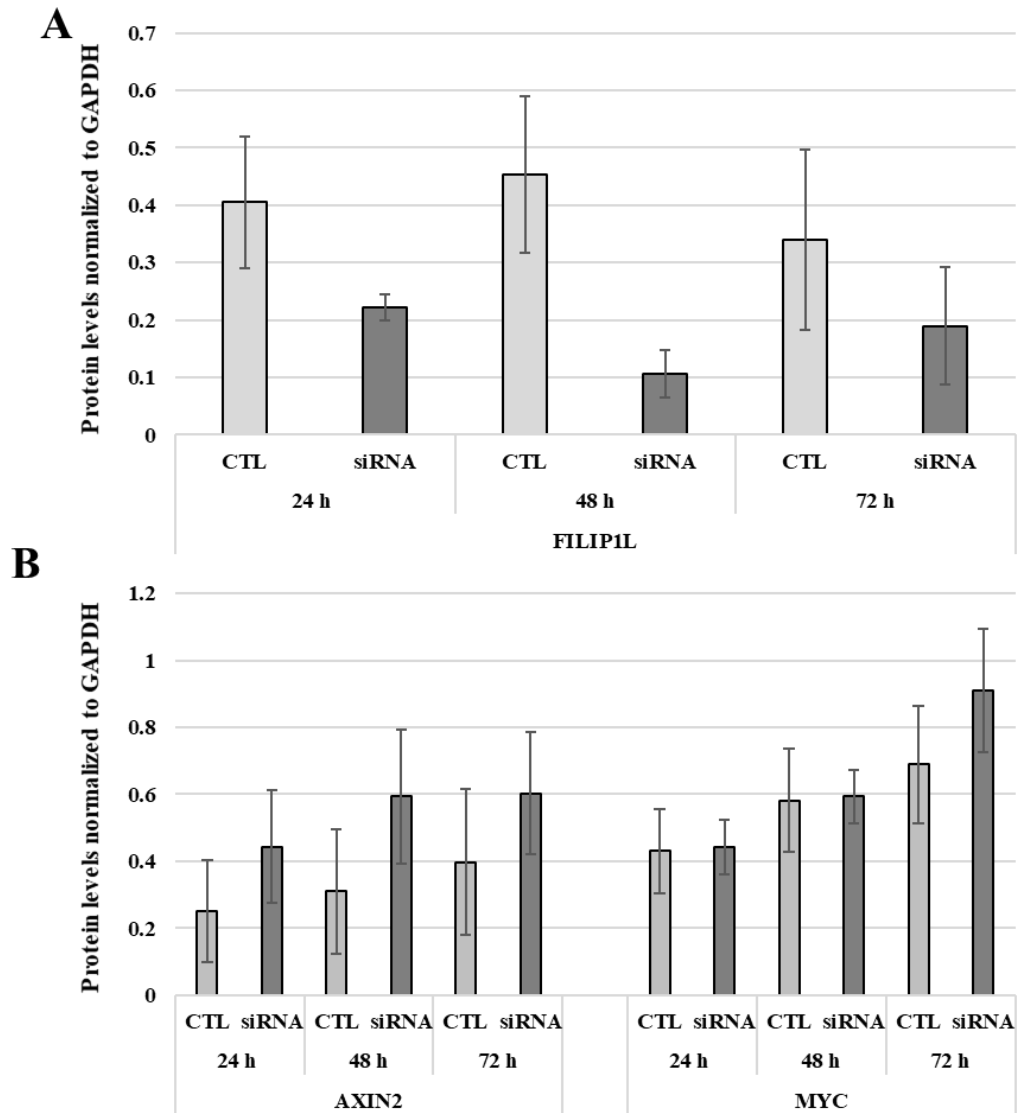 A
Protein levels normalized to GAPDH
0.7
0.6
0.5
0.4
0.3
0.2
0.1
0
CTL siRNA CTL siRNA CTL siRNA
24 h 48 h 72 h
FILIP1L
B
Protein levels normalized to GAPDH
1.2
1
0.8
0.6
0.4
0.2
0
CTL siRNA CTL siRNA CTL siRNA CTL siRNA CTL siRNA CTL siRNA
24 h 48 h 72 h 24 h 48 h 72 h
AXIN2 MYC